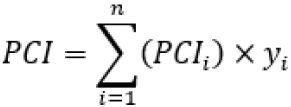 PCI = \sum_{i=1}^{n} (PCI_i) \times y_i